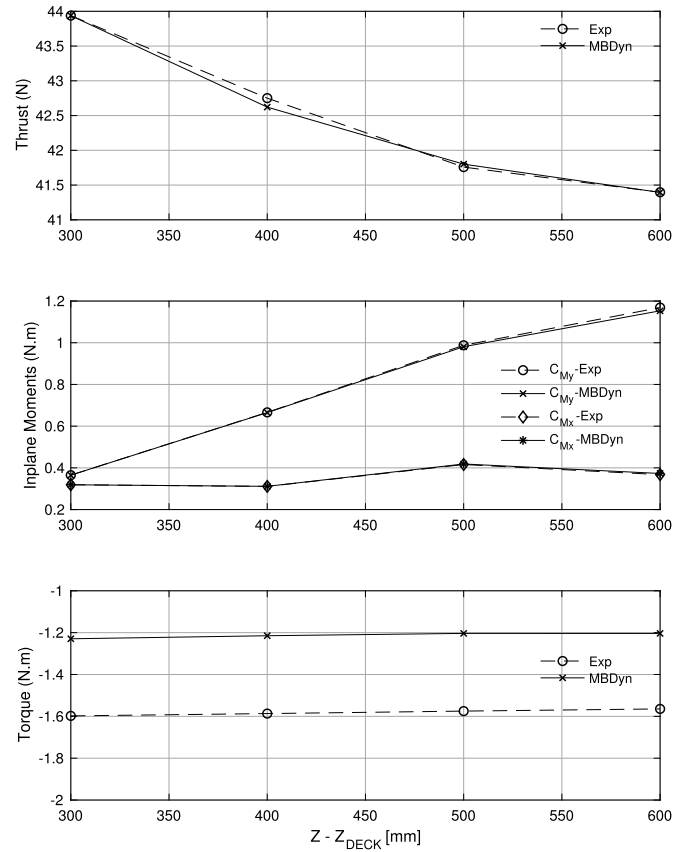 44
43.5
43
42.5
42
41.5
41
Thrust (N)
Exp
MBDyn
300 350 400 450 500 550 600
1.2
1
0.8
0.6
0.4
0.2
Inplane Moments (N.m)
C_My-Exp
C_My-MBDyn
C_Mx-Exp
C_Mx-MBDyn
300 350 400 450 500 550 600
-1
-1.2
-1.4
-1.6
-1.8
-2
Torque (N.m)
Exp
MBDyn
300 350 400 450 500 550 600
Z - Z_DECK [mm]